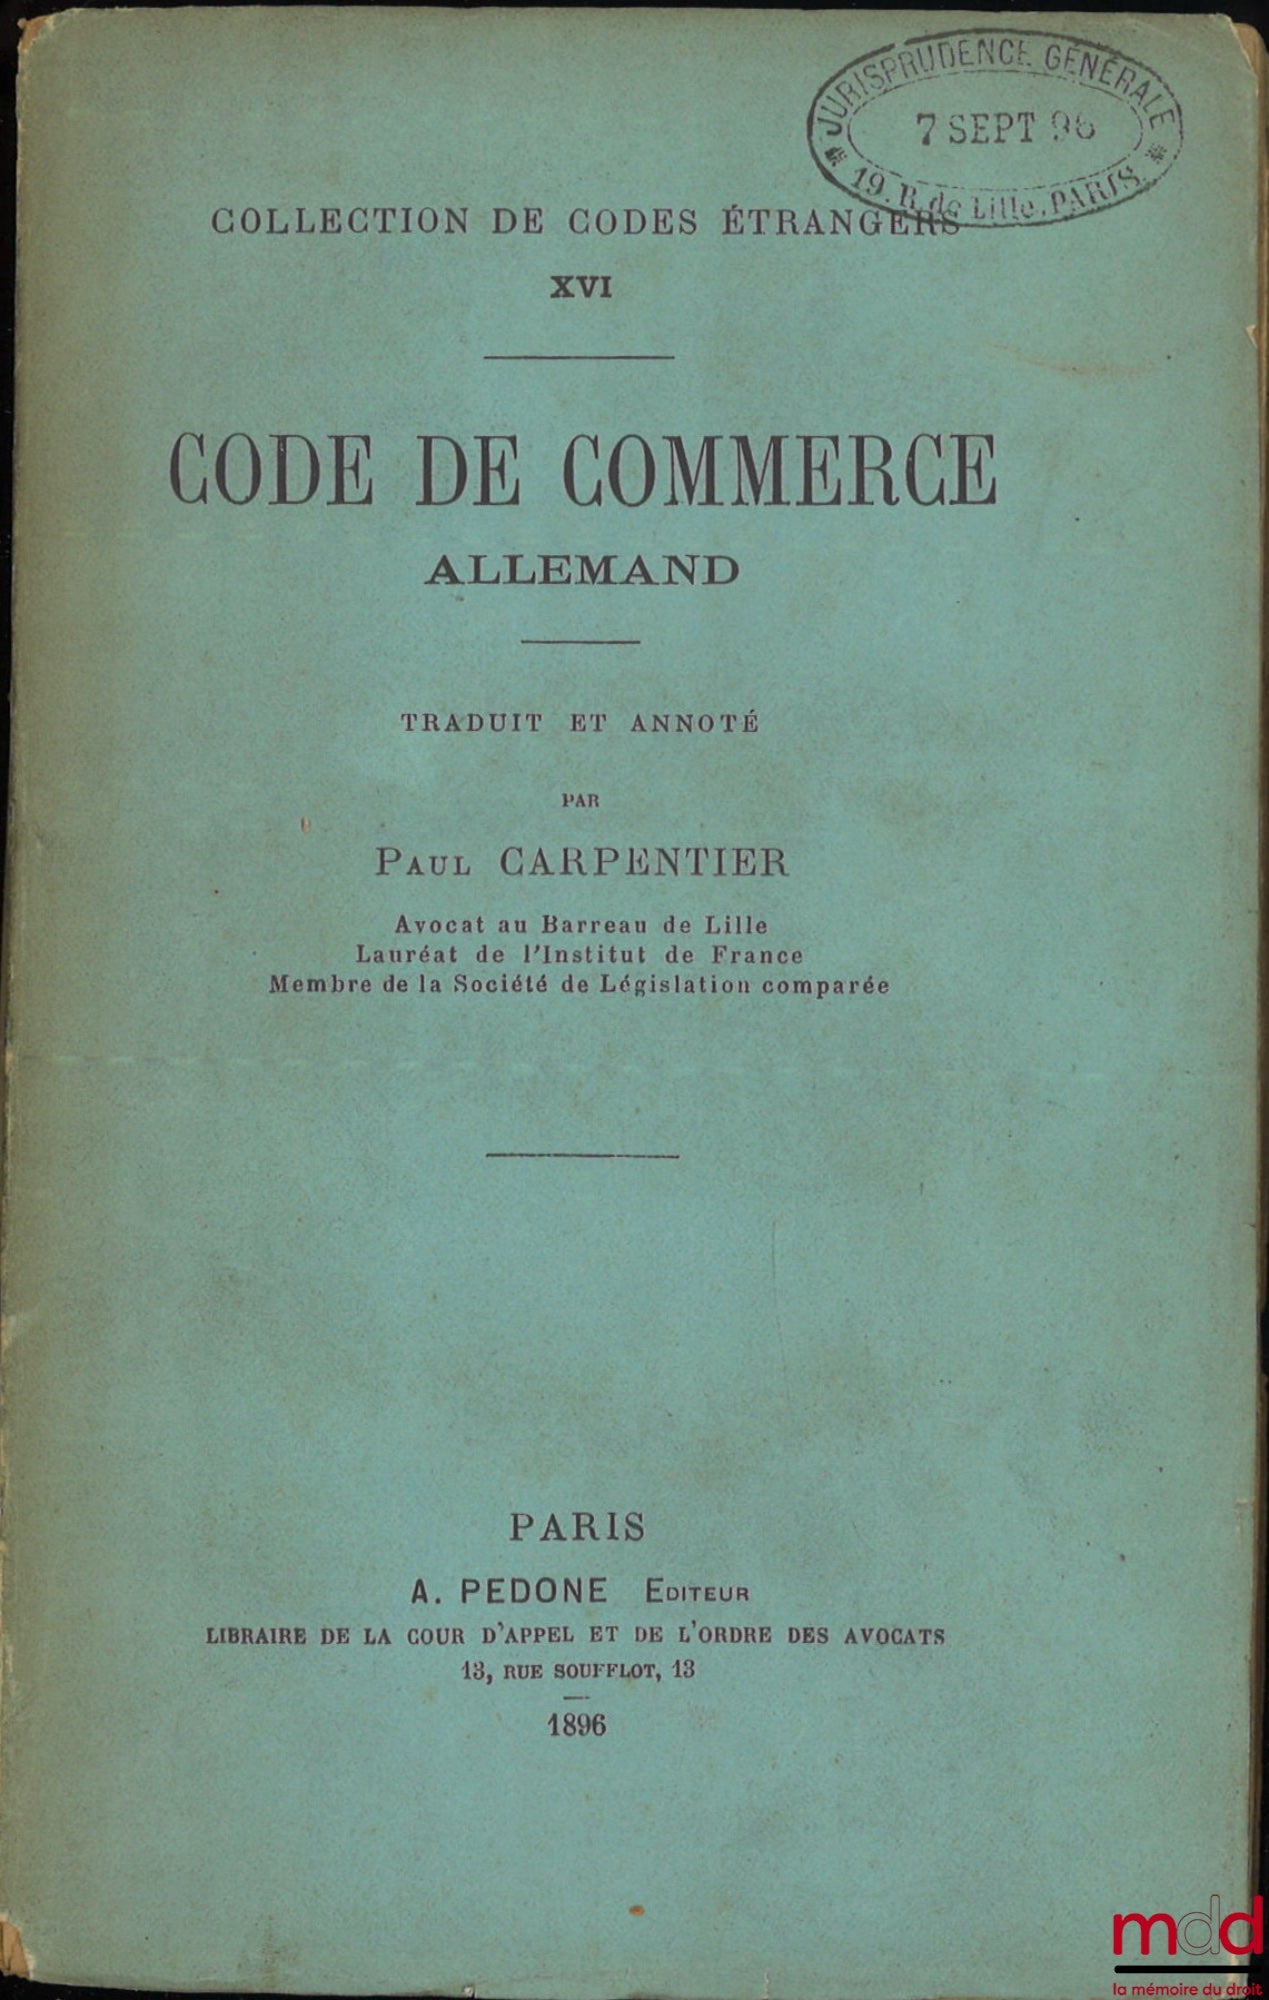 JURISPRUDENCE GÉNÉRALE
7 SEPT 96
19. R. de Lille, PARIS.
COLLECTION DE CODES ÉTRANGERS
XVI
CODE DE COMMERCE
ALLEMAND
TRADUIT ET ANNOTÉ
PAR
PAUL CARPENTIER
Avocat au Barreau de Lille
Lauréat de l'Institut de France
Membre de la Société de Législation comparée
PARIS
A. PEDONE EDITEUR
LIBRAIRE DE LA COUR D'APPEL ET DE L'ORDRE DES AVOCATS
13, RUE SOUFFLOT, 13
1896
mdd
la mémoire du droit